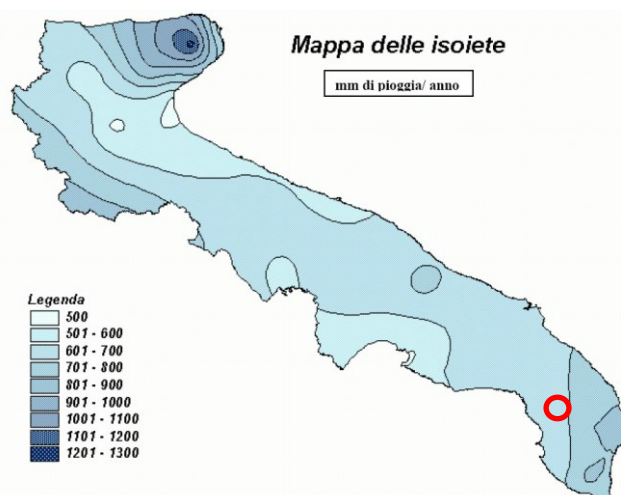 Mappa delle isoiete
mm di pioggia/ anno
Legenda
500
501 - 600
601 - 700
701 - 800
801 - 900
901 - 1000
1001 - 1100
1101 - 1200
1201 - 1300